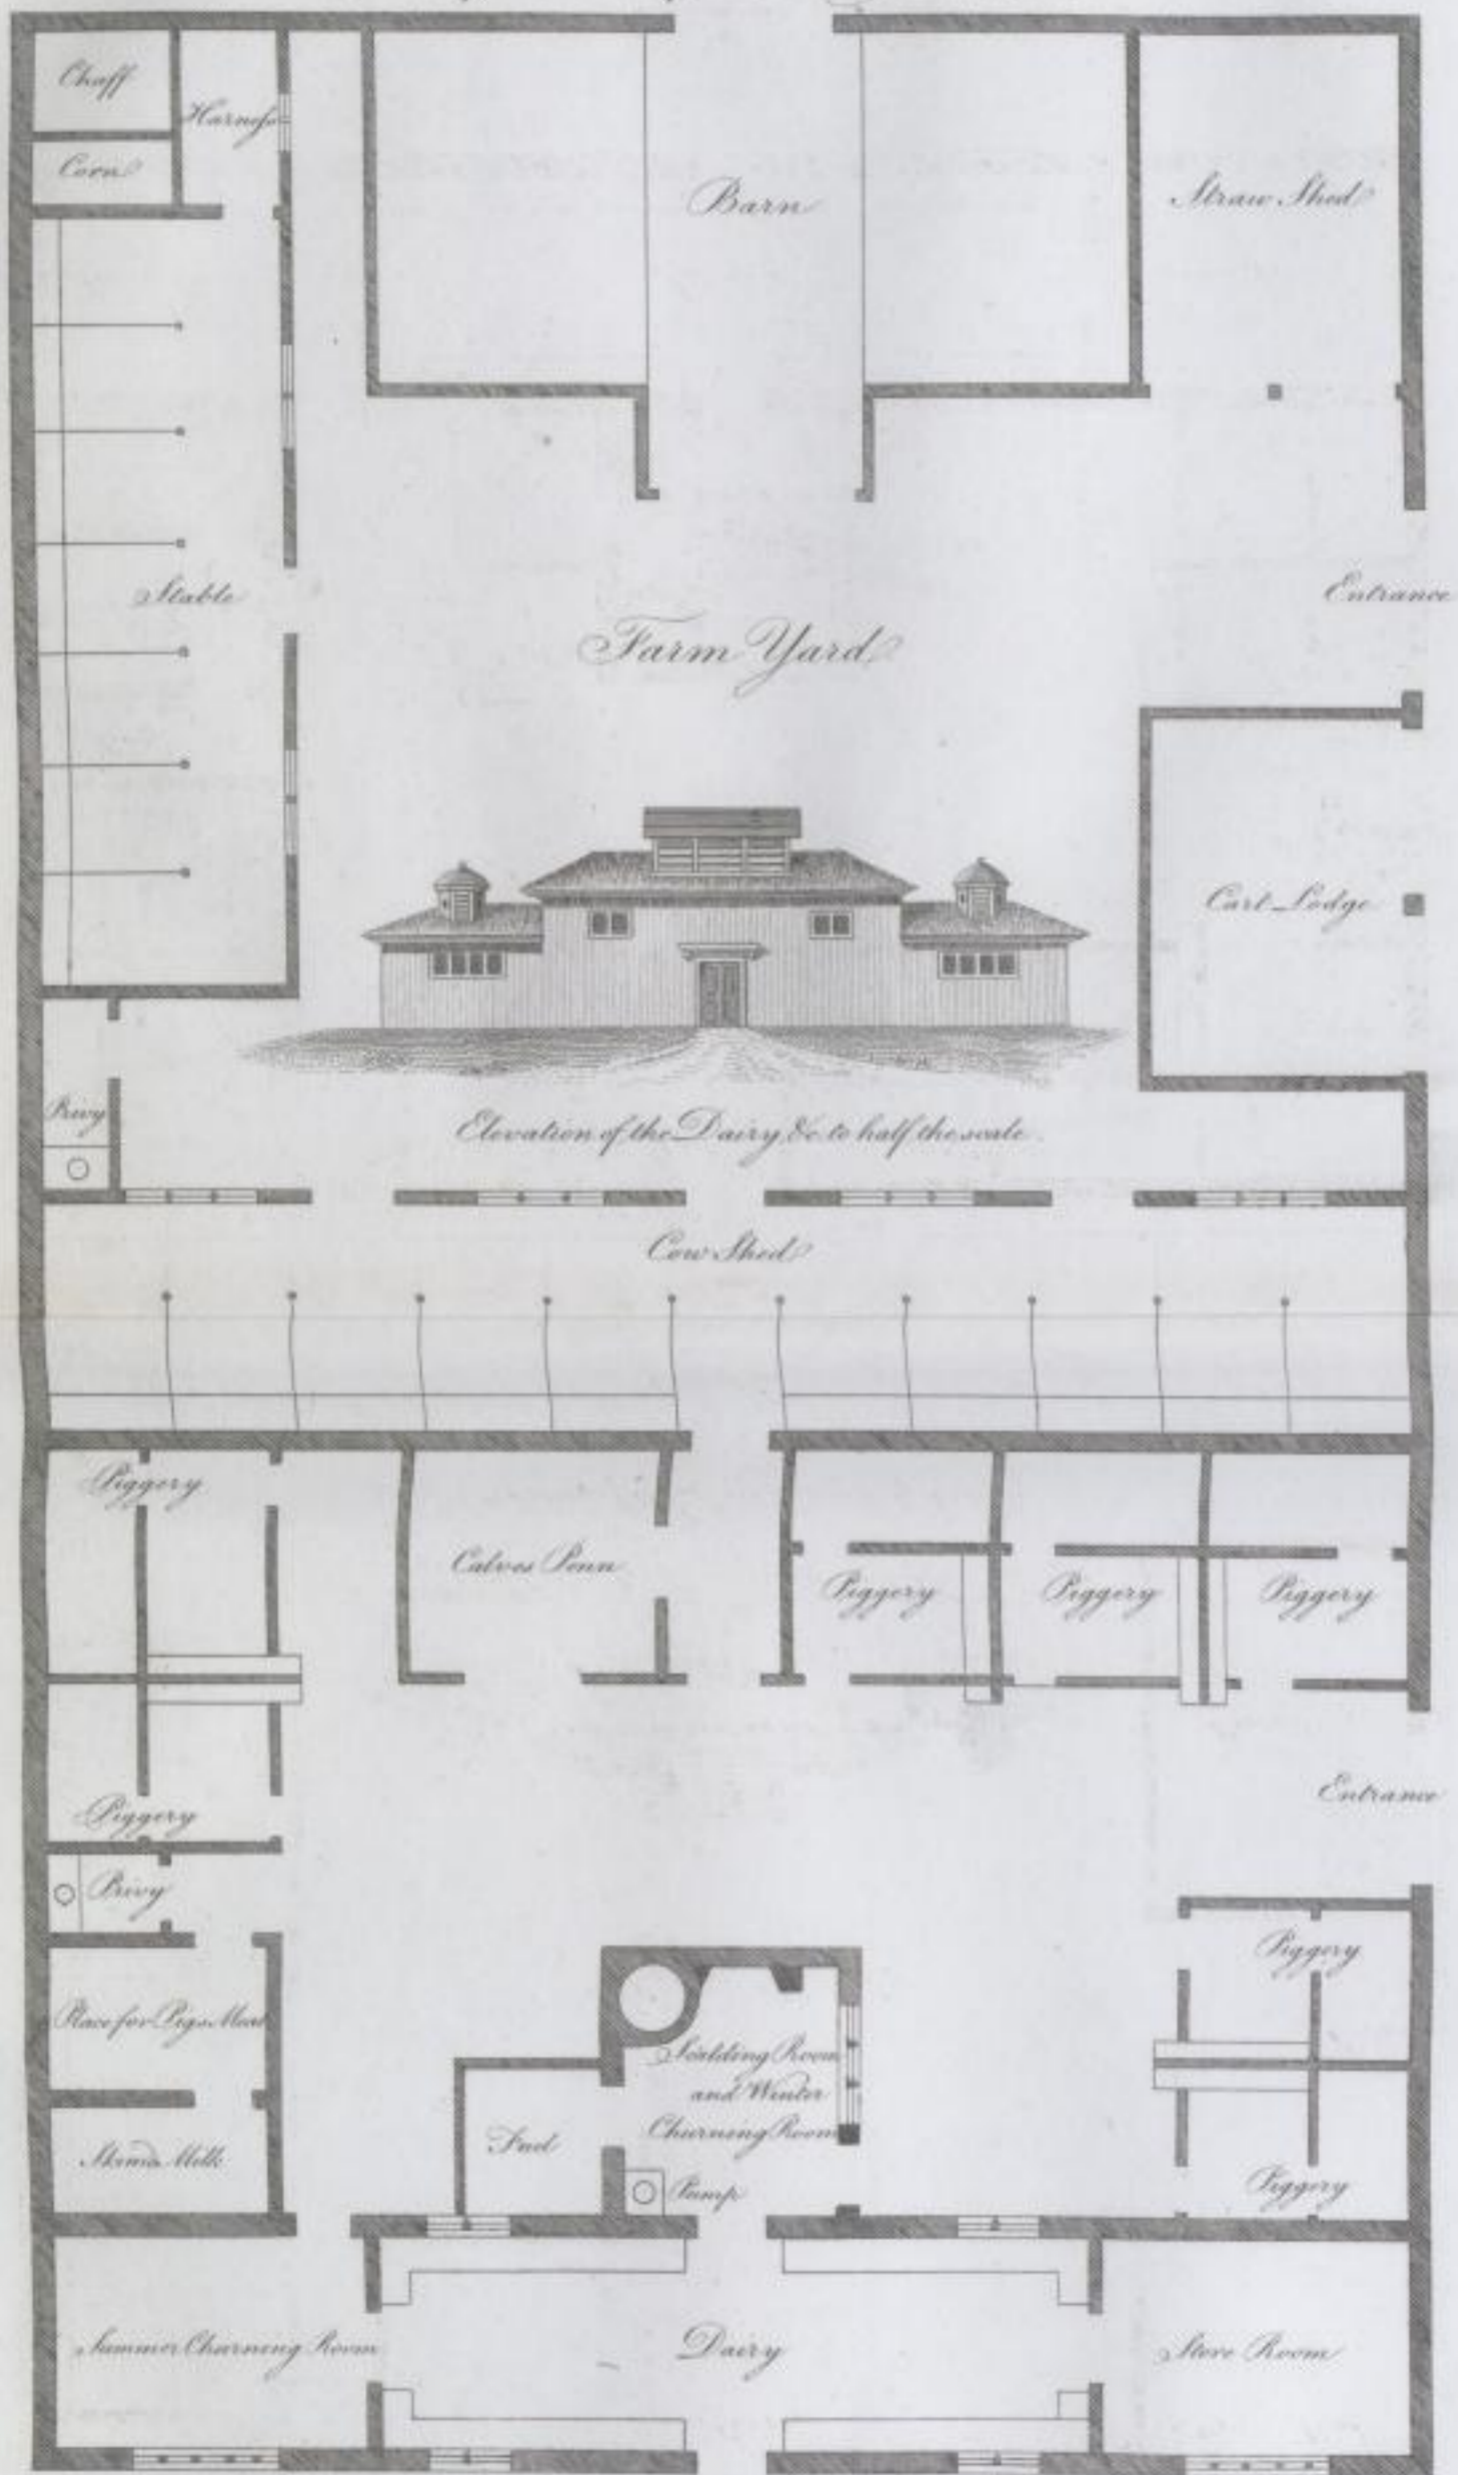 Chaff
Harness
Corn
Barn
Straw Shed
Stable
Entrance
Farm Yard
Cart Lodge
Privy
Elevation of the Dairy &c. to half the scale.
Cow Shed
Piggery
Calves Penn
Piggery
Piggery
Piggery
Entrance
Piggery
Privy
Piggery
Place for Pigs Meat
Scalding Room
and Winter
Churning Room
Fuel
Skim'd Milk
Pump
Piggery
Summer Churning Room
Dairy
Store Room